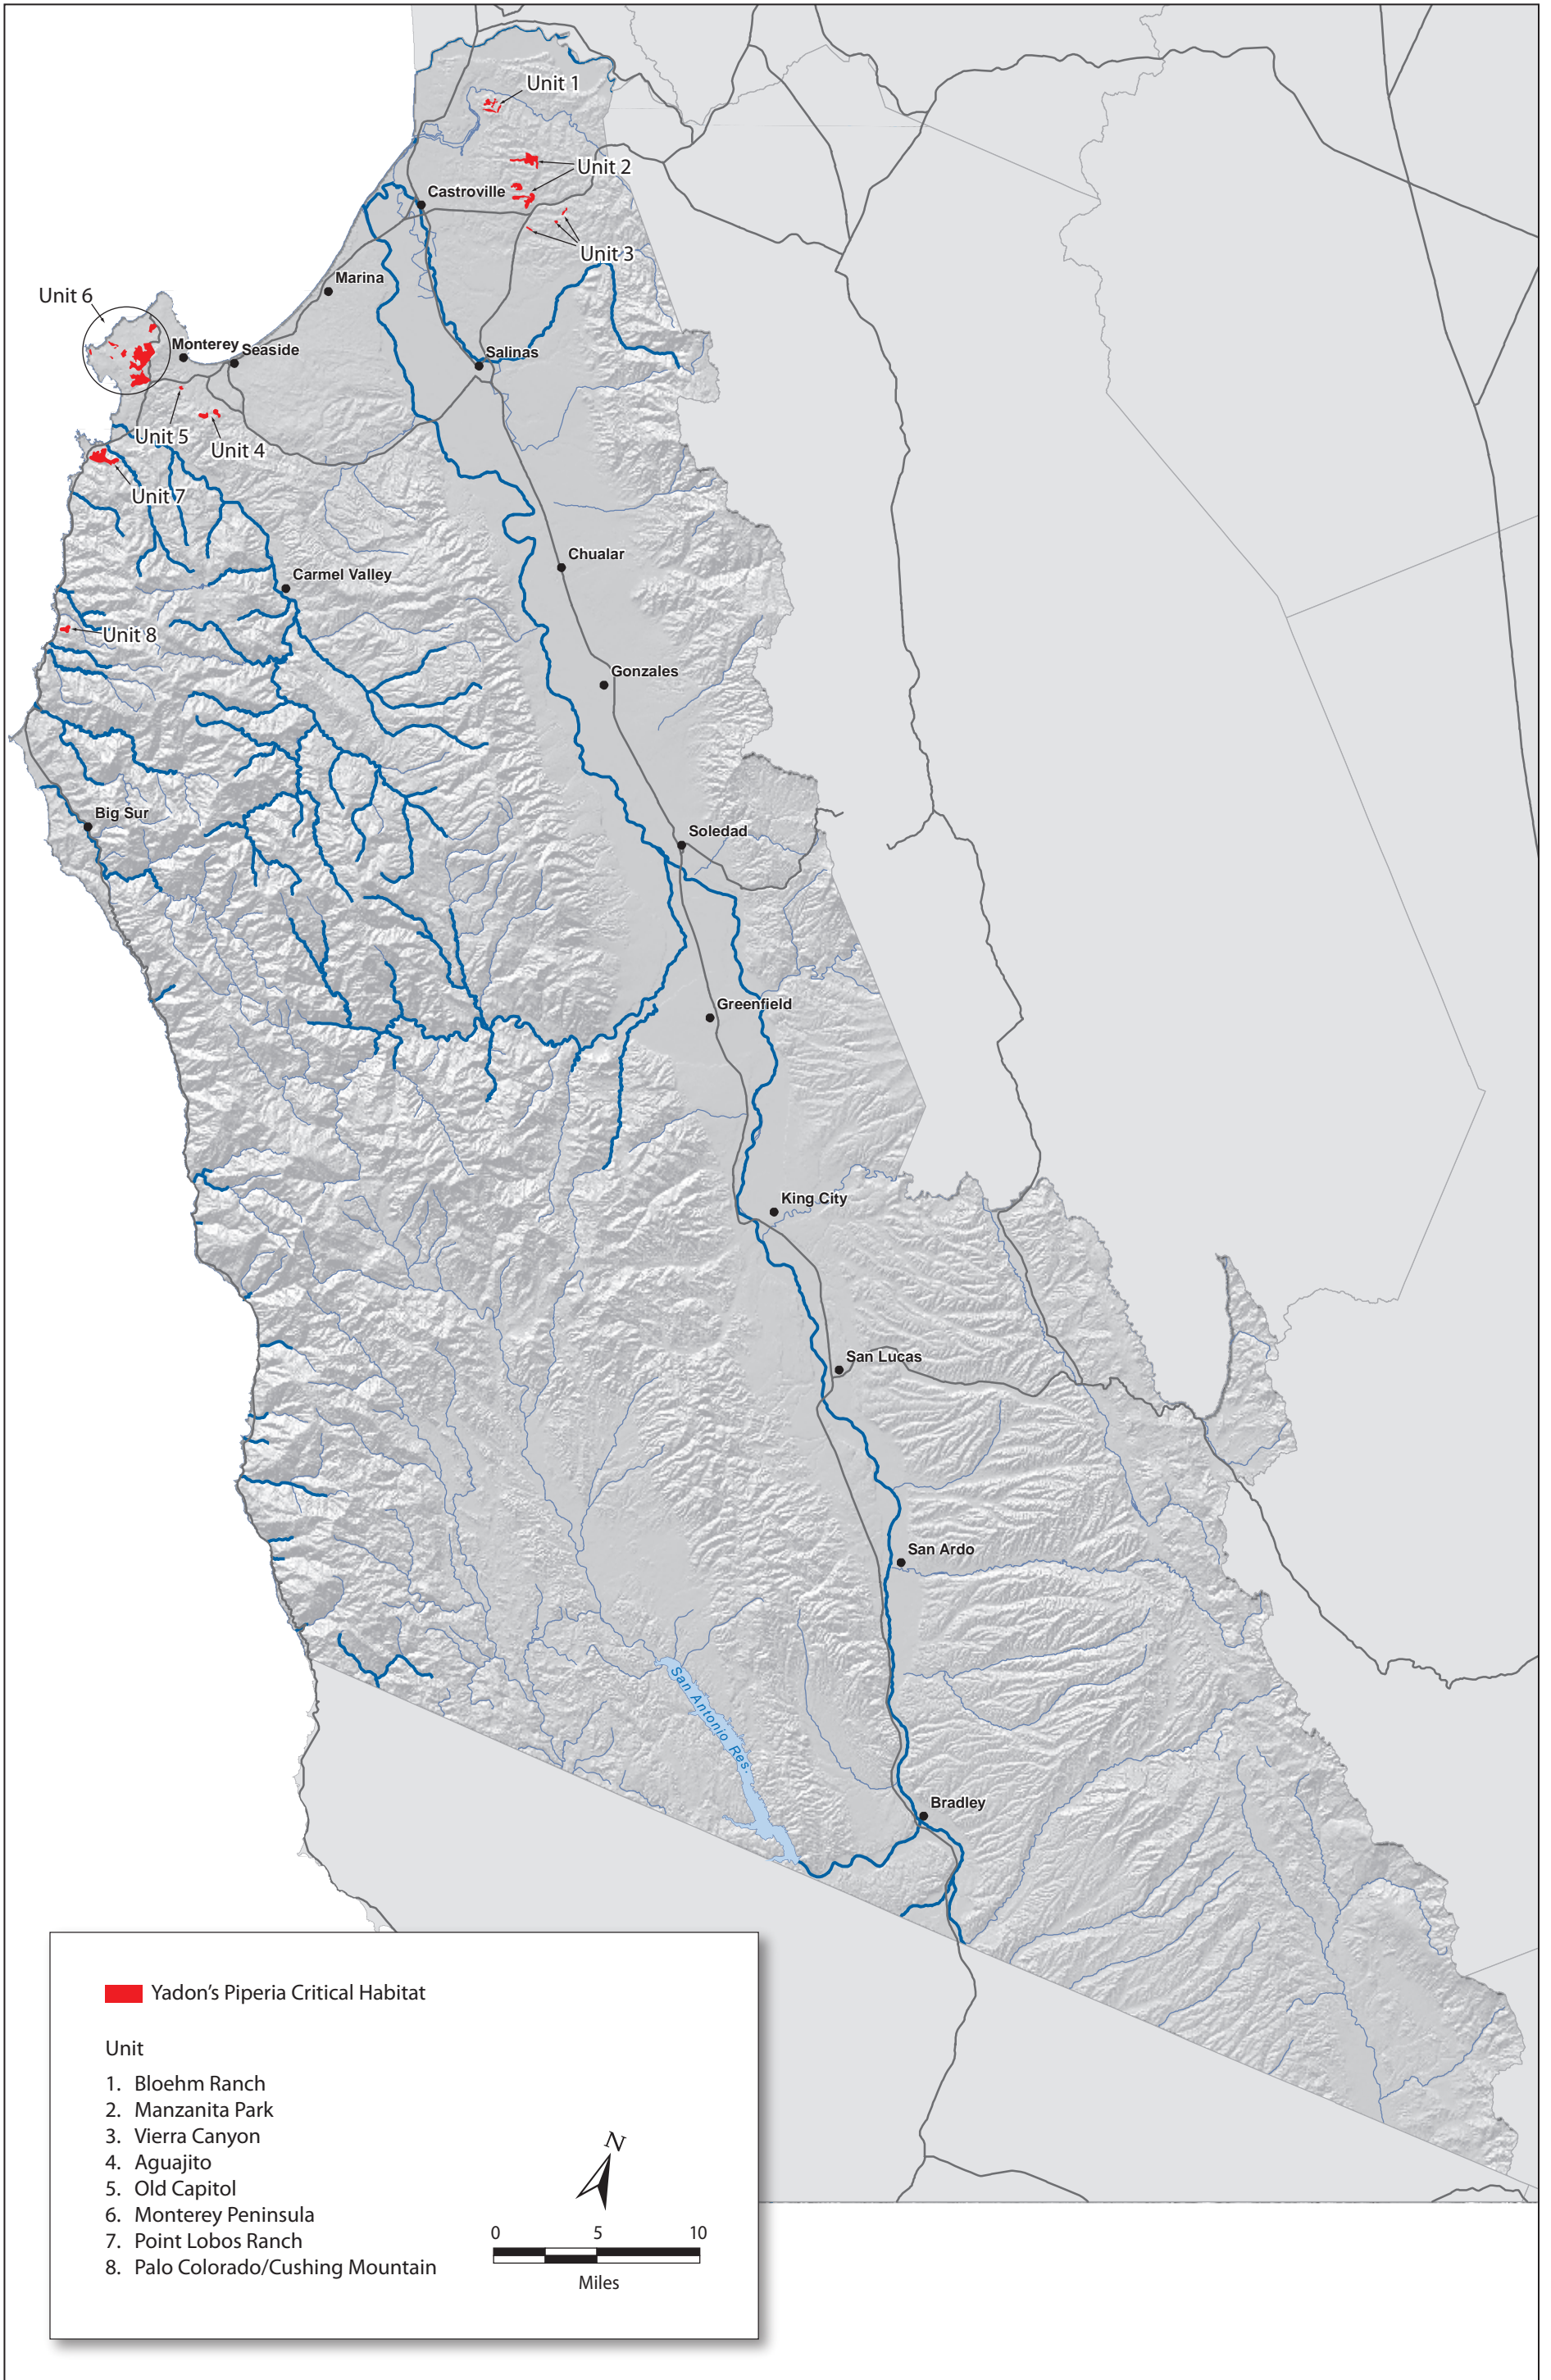 Unit 1
Unit 2
Castroville
Unit 3
Marina
Unit 6
Monterey
Seaside
Salinas
Unit 5
Unit 4
Unit 7
Chualar
Carmel Valley
Unit 8
Gonzales
Big Sur
Soledad
Greenfield
King City
San Lucas
San Ardo
San Antonio Res.
Bradley
Yadon’s Piperia Critical Habitat
Unit
1. Bloehm Ranch
2. Manzanita Park
3. Vierra Canyon
4. Aguajito
5. Old Capitol
6. Monterey Peninsula
7. Point Lobos Ranch
8. Palo Colorado/Cushing Mountain
N
0 5 10
Miles